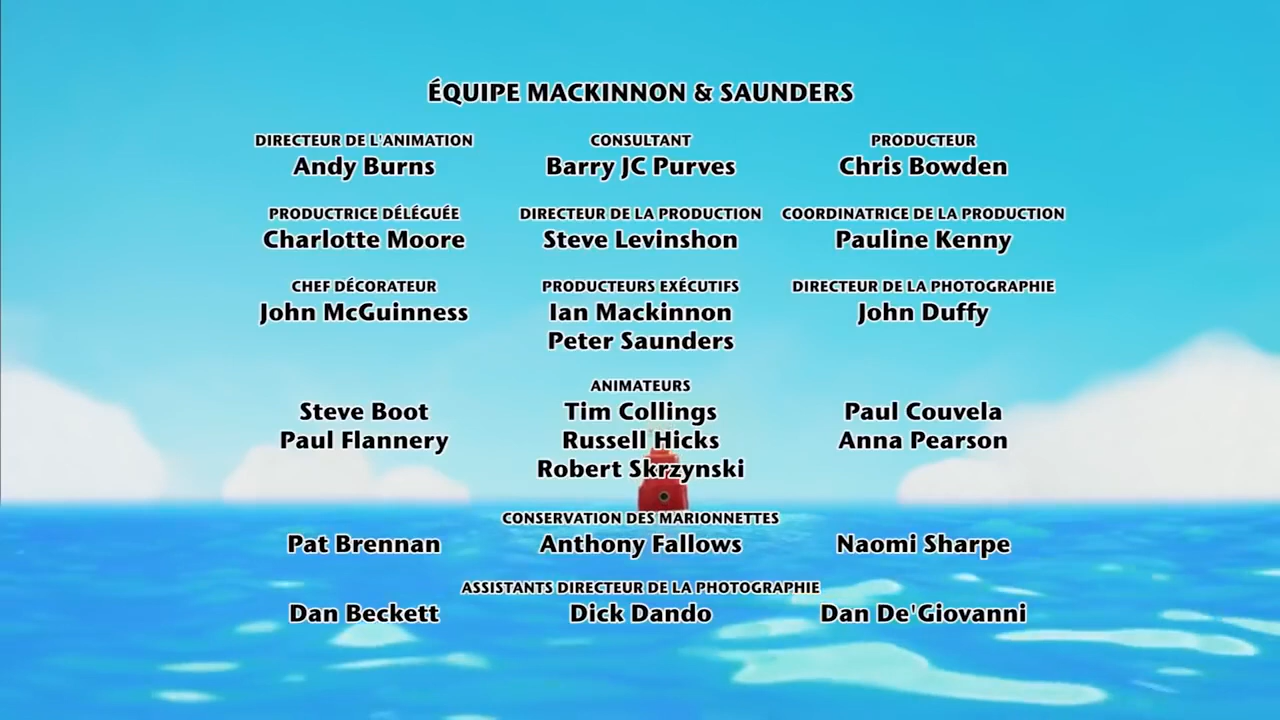 ÉQUIPE MACKINNON & SAUNDERS
DIRECTEUR DE L'ANIMATION CONSULTANT PRODUCTEUR
Andy Burns Barry JC Purves Chris Bowden
PRODUCTRICE DÉLÉGUÉE DIRECTEUR DE LA PRODUCTION COORDINATRICE DE LA PRODUCTION
Charlotte Moore Steve Levinshon Pauline Kenny
CHEF DÉCORATEUR PRODUCTEURS EXÉCUTIFS DIRECTEUR DE LA PHOTOGRAPHIE
John McGuinness Ian Mackinnon John Duffy
Peter Saunders
ANIMATEURS
Steve Boot Tim Collings Paul Couvela
Paul Flannery Russell Hicks Anna Pearson
Robert Skrzynski
CONSERVATION DES MARIONNETTES
Pat Brennan Anthony Fallows Naomi Sharpe
ASSISTANTS DIRECTEUR DE LA PHOTOGRAPHIE
Dan Beckett Dick Dando Dan De'Giovanni